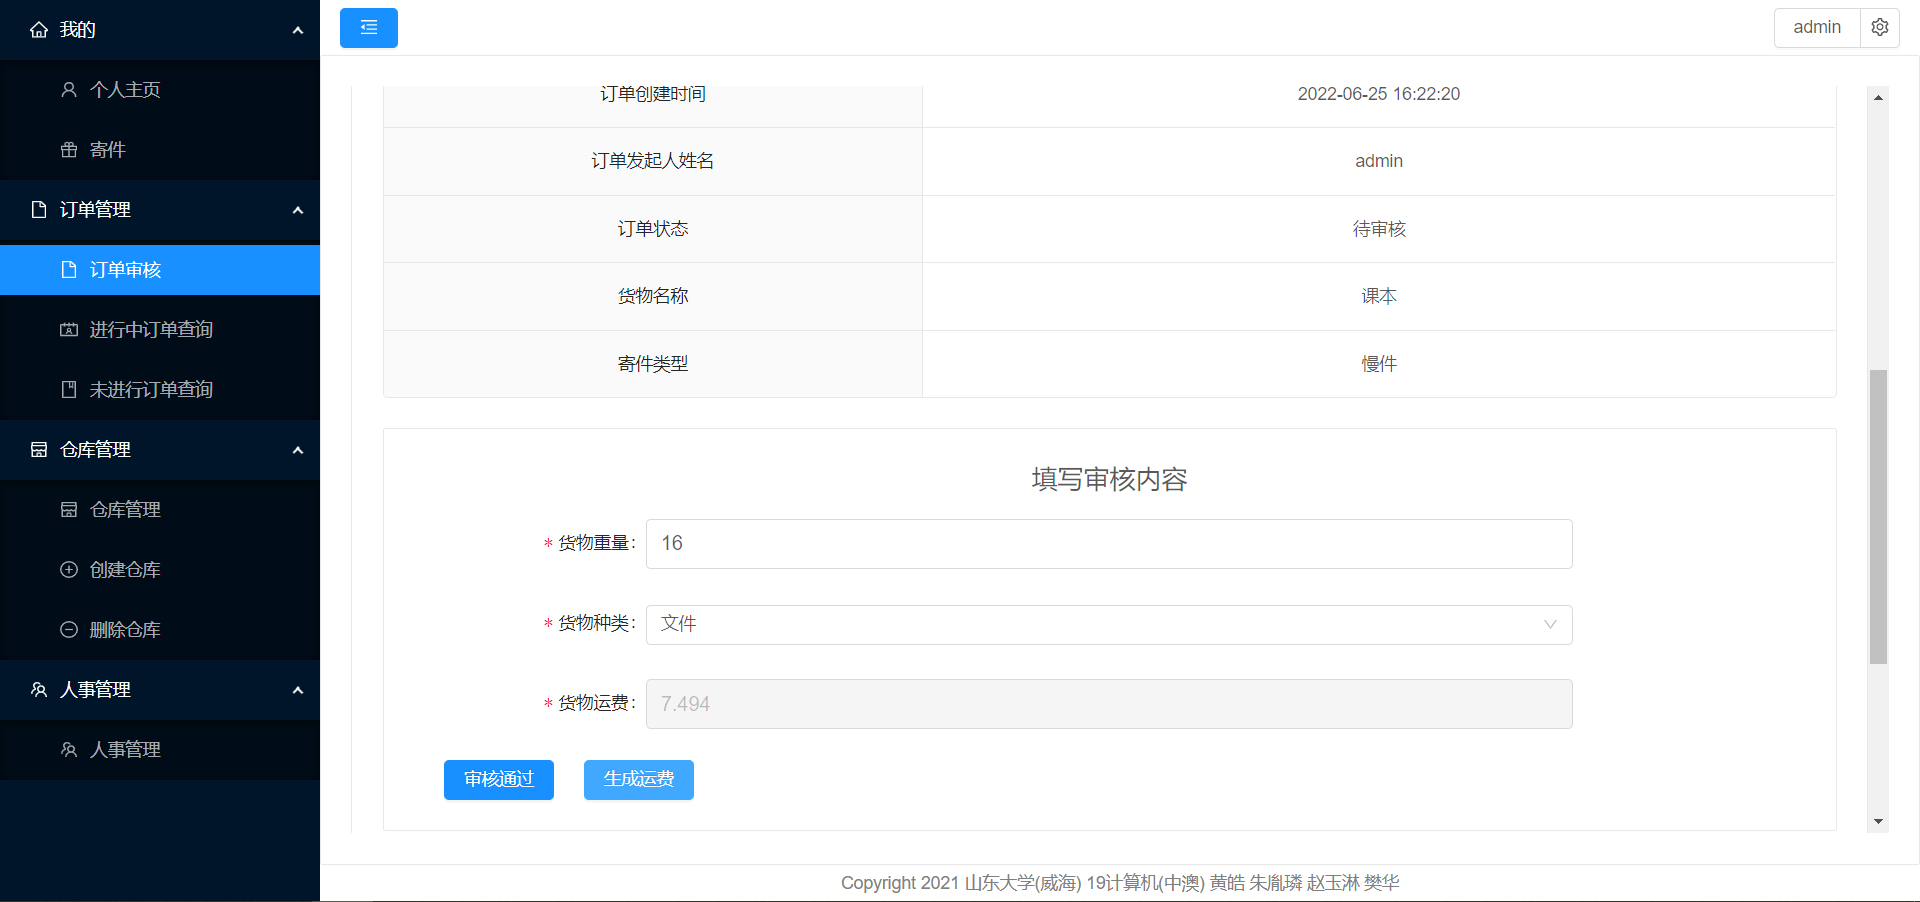 我的
个人主页
寄件
订单管理
订单审核
进行中订单查询
未进行订单查询
仓库管理
仓库管理
创建仓库
删除仓库
人事管理
人事管理
admin
订单创建时间 2022-06-25 16:22:20
订单发起人姓名 admin
订单状态 待审核
货物名称 课本
寄件类型 慢件
填写审核内容
* 货物重量: 16
* 货物种类: 文件
* 货物运费: 7.494
审核通过 生成运费
Copyright 2021 山东大学(威海) 19计算机(中澳) 黄皓 朱胤璘 赵玉淋 樊华